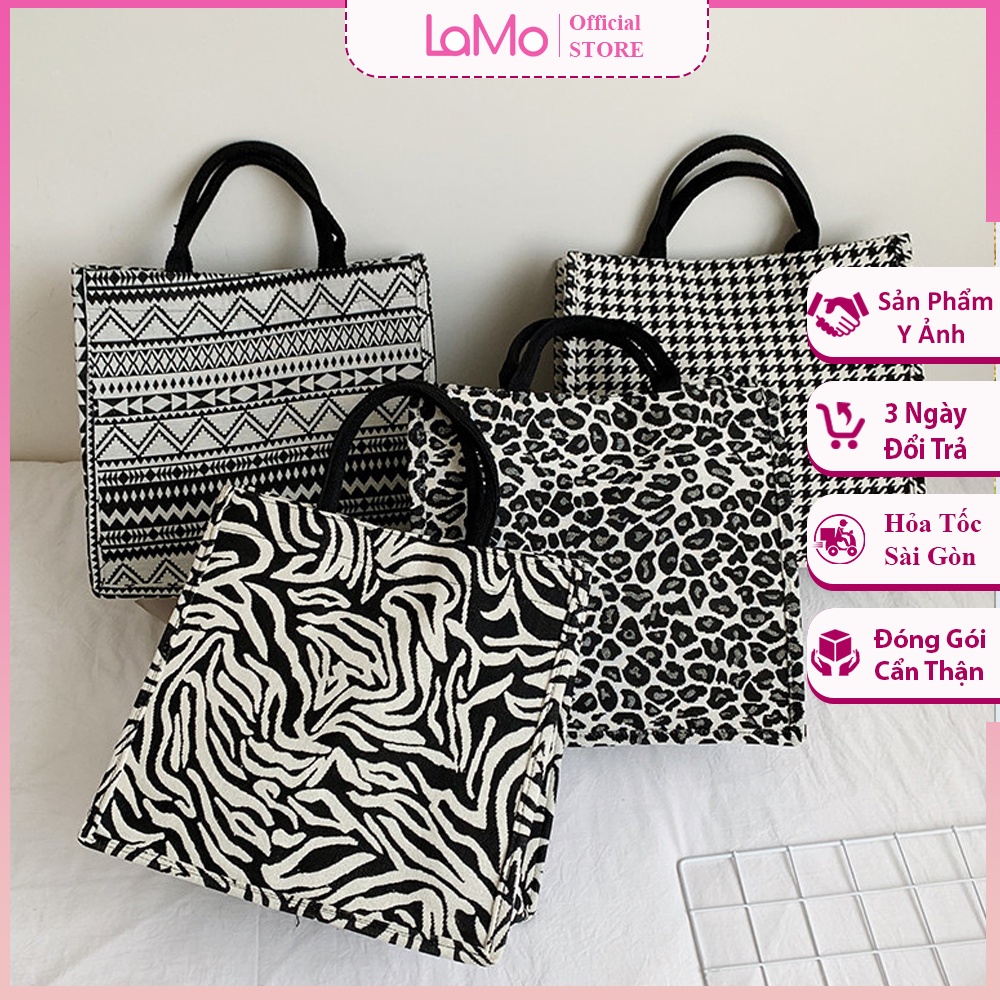 LaMo
Official
STORE
Sản Phẩm
Y Ảnh
3 Ngày
Đổi Trả
Hỏa Tốc
Sài Gòn
Đóng Gói
Cẩn Thận